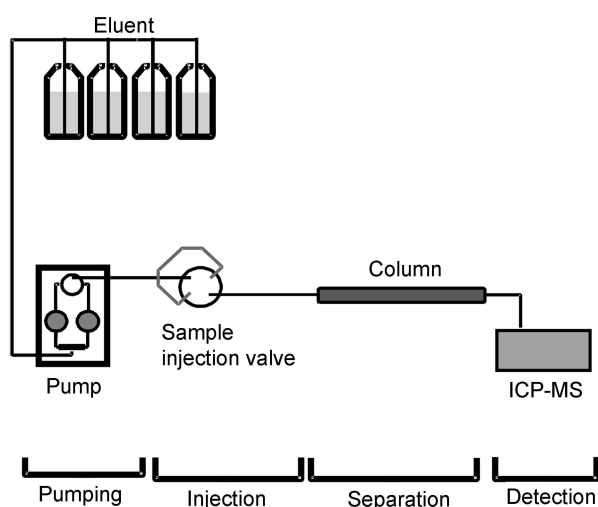 Eluent
Column
Sample
injection valve
Pump
ICP-MS
Pumping
Injection
Separation
Detection